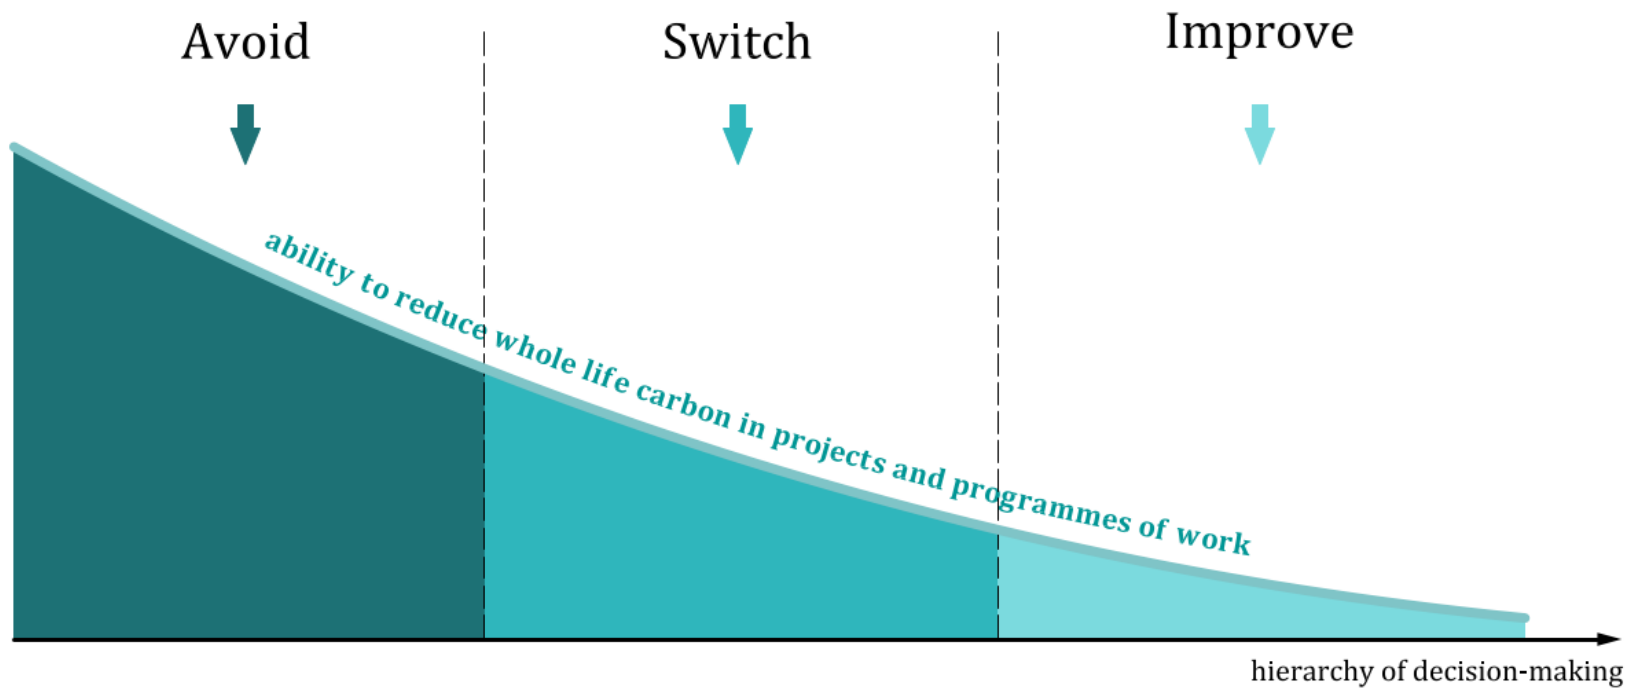 Avoid
Switch
Improve
ability to reduce whole life carbon in projects and programmes of work
hierarchy of decision-making